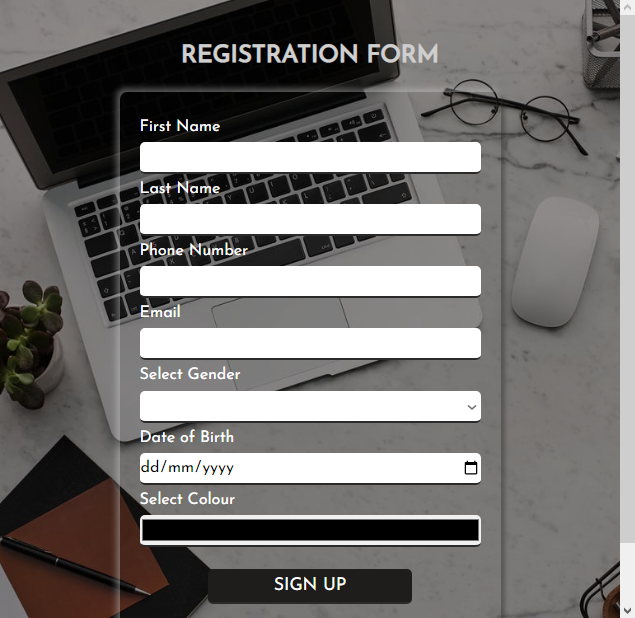 REGISTRATION FORM
First Name
Last Name
Phone Number
Email
Select Gender
Date of Birth
dd/mm/yyyy
Select Colour
SIGN UP